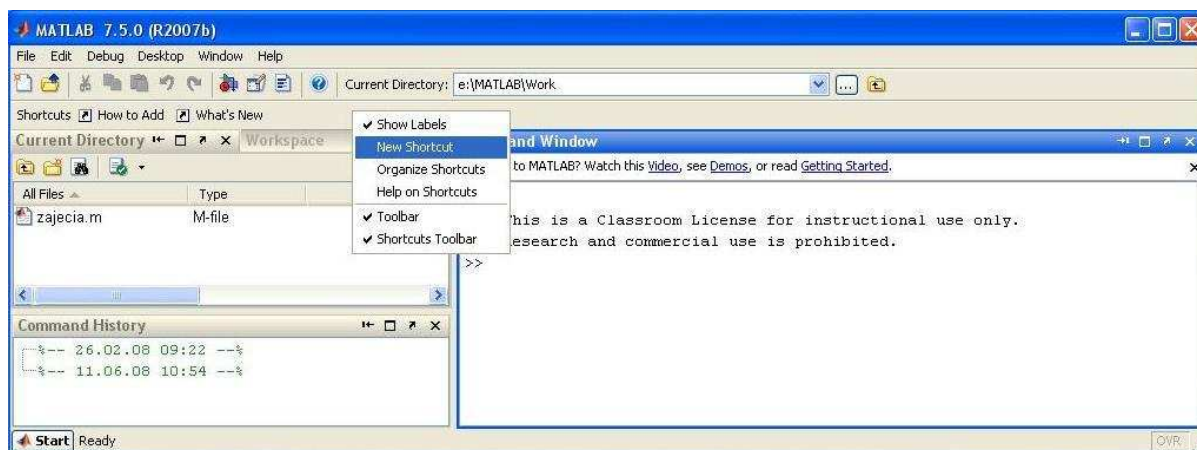 MATLAB 7.5.0 (R2007b)
File Edit Debug Desktop Window Help
Current Directory: e:\MATLAB\Work
Shortcuts How to Add What's New
Show Labels
New Shortcut
Organize Shortcuts
Help on Shortcuts
Toolbar
Shortcuts Toolbar
Current Directory Workspace
All Files Type
zajecia.m M-file
Command History
%-- 26.02.08 09:22 --%
%-- 11.06.08 10:54 --%
and Window
to MATLAB? Watch this Video, see Demos, or read Getting Started.
This is a Classroom License for instructional use only.
esearch and commercial use is prohibited.
>>
Start Ready
OVR